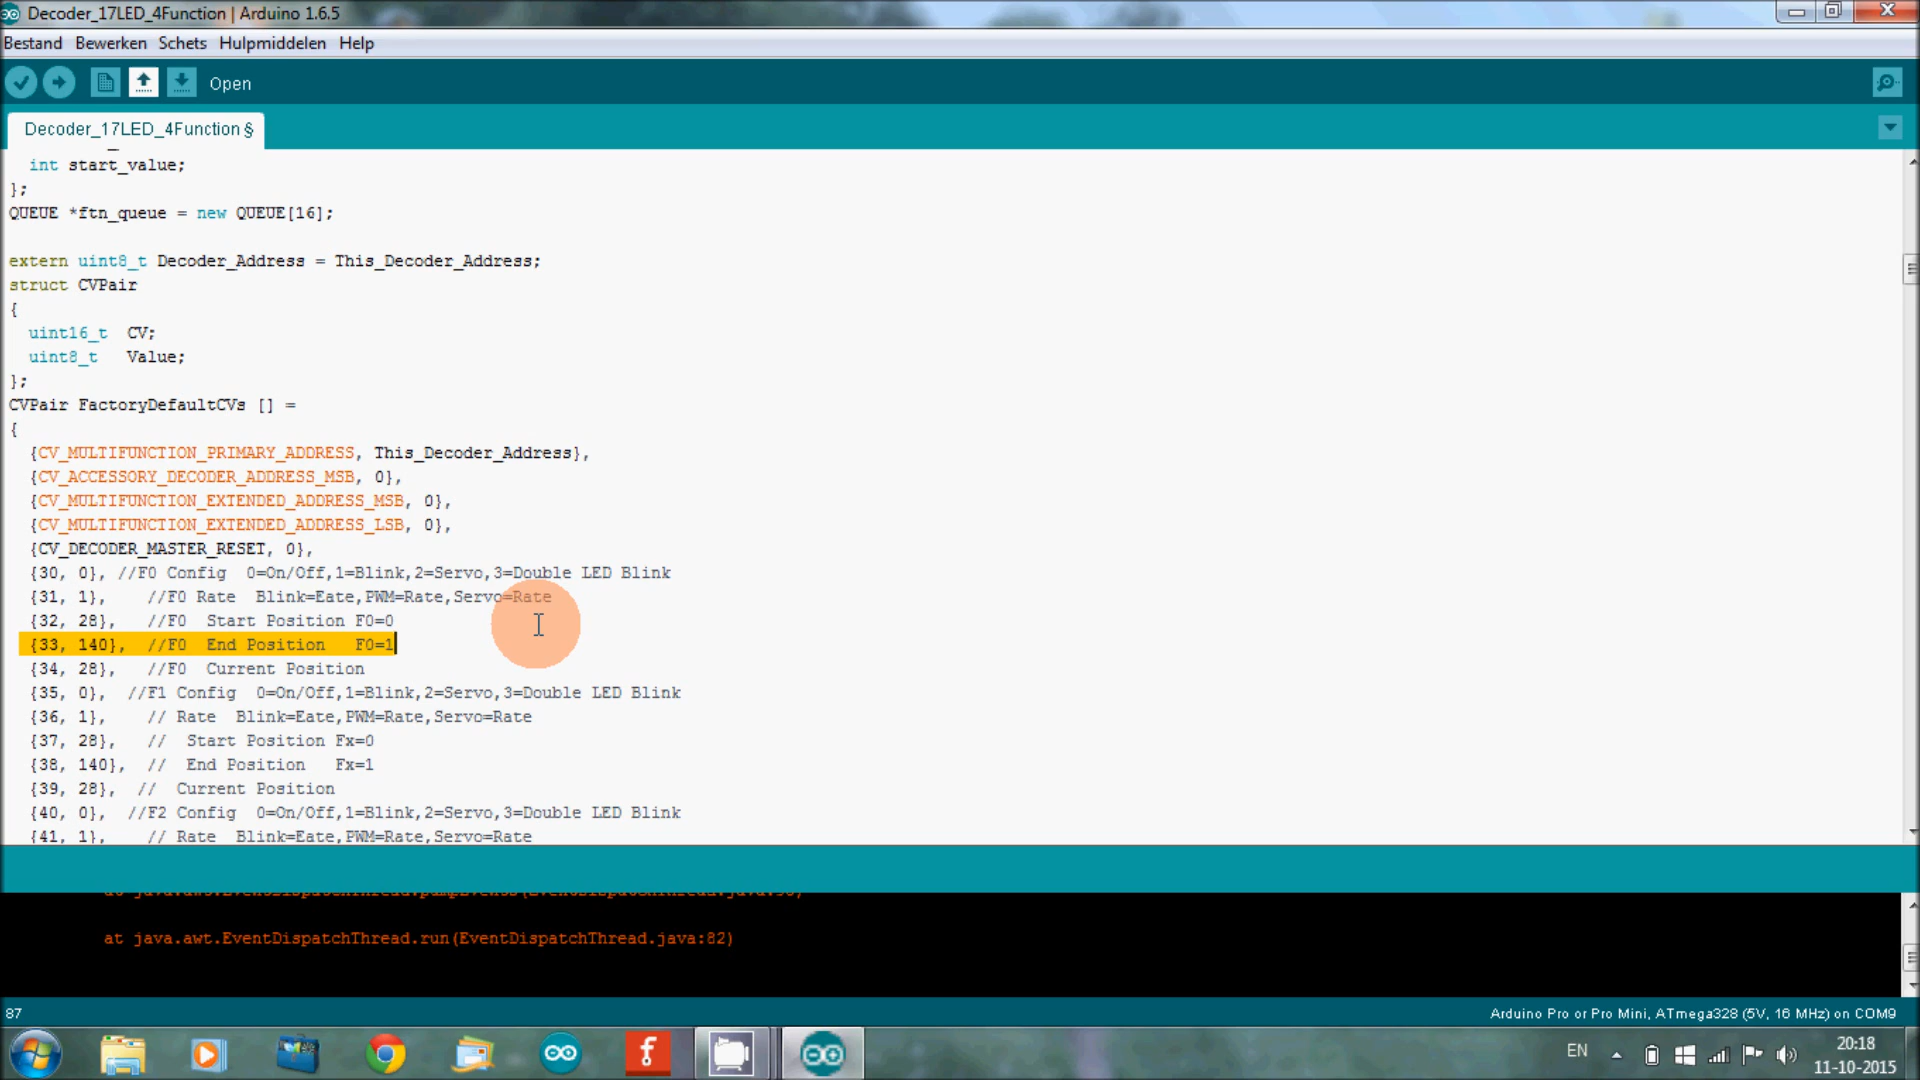 Decoder_17LED_4Function | Arduino 1.6.5
Bestand Bewerken Schets Hulpmiddelen Help
Open
Decoder_17LED_4Function §
int start_value;
};
QUEUE *ftn_queue = new QUEUE[16];
extern uint8_t Decoder_Address = This_Decoder_Address;
struct CVPair
{
uint16_t CV;
uint8_t Value;
};
CVPair FactoryDefaultCVs [] =
{
{CV_MULTIFUNCTION_PRIMARY_ADDRESS, This_Decoder_Address},
{CV_ACCESSORY_DECODER_ADDRESS_MSB, 0},
{CV_MULTIFUNCTION_EXTENDED_ADDRESS_MSB, 0},
{CV_MULTIFUNCTION_EXTENDED_ADDRESS_LSB, 0},
{CV_DECODER_MASTER_RESET, 0},
{30, 0}, //F0 Config 0=On/Off,1=Blink,2=Servo,3=Double LED Blink
{31, 1}, //F0 Rate Blink=Eate,PWM=Rate,Servo=Rate
{32, 28}, //F0 Start Position F0=0
{33, 140}, //F0 End Position F0=1
{34, 28}, //F0 Current Position
{35, 0}, //F1 Config 0=On/Off,1=Blink,2=Servo,3=Double LED Blink
{36, 1}, // Rate Blink=Eate,PWM=Rate,Servo=Rate
{37, 28}, // Start Position Fx=0
{38, 140}, // End Position Fx=1
{39, 28}, // Current Position
{40, 0}, //F2 Config 0=On/Off,1=Blink,2=Servo,3=Double LED Blink
{41, 1}, // Rate Blink=Eate,PWM=Rate,Servo=Rate
at java.awt.EventDispatchThread.run(EventDispatchThread.java:82)
87
Arduino Pro or Pro Mini, ATmega328 (5V, 16 MHz) on COM9
EN
20:18
11-10-2015